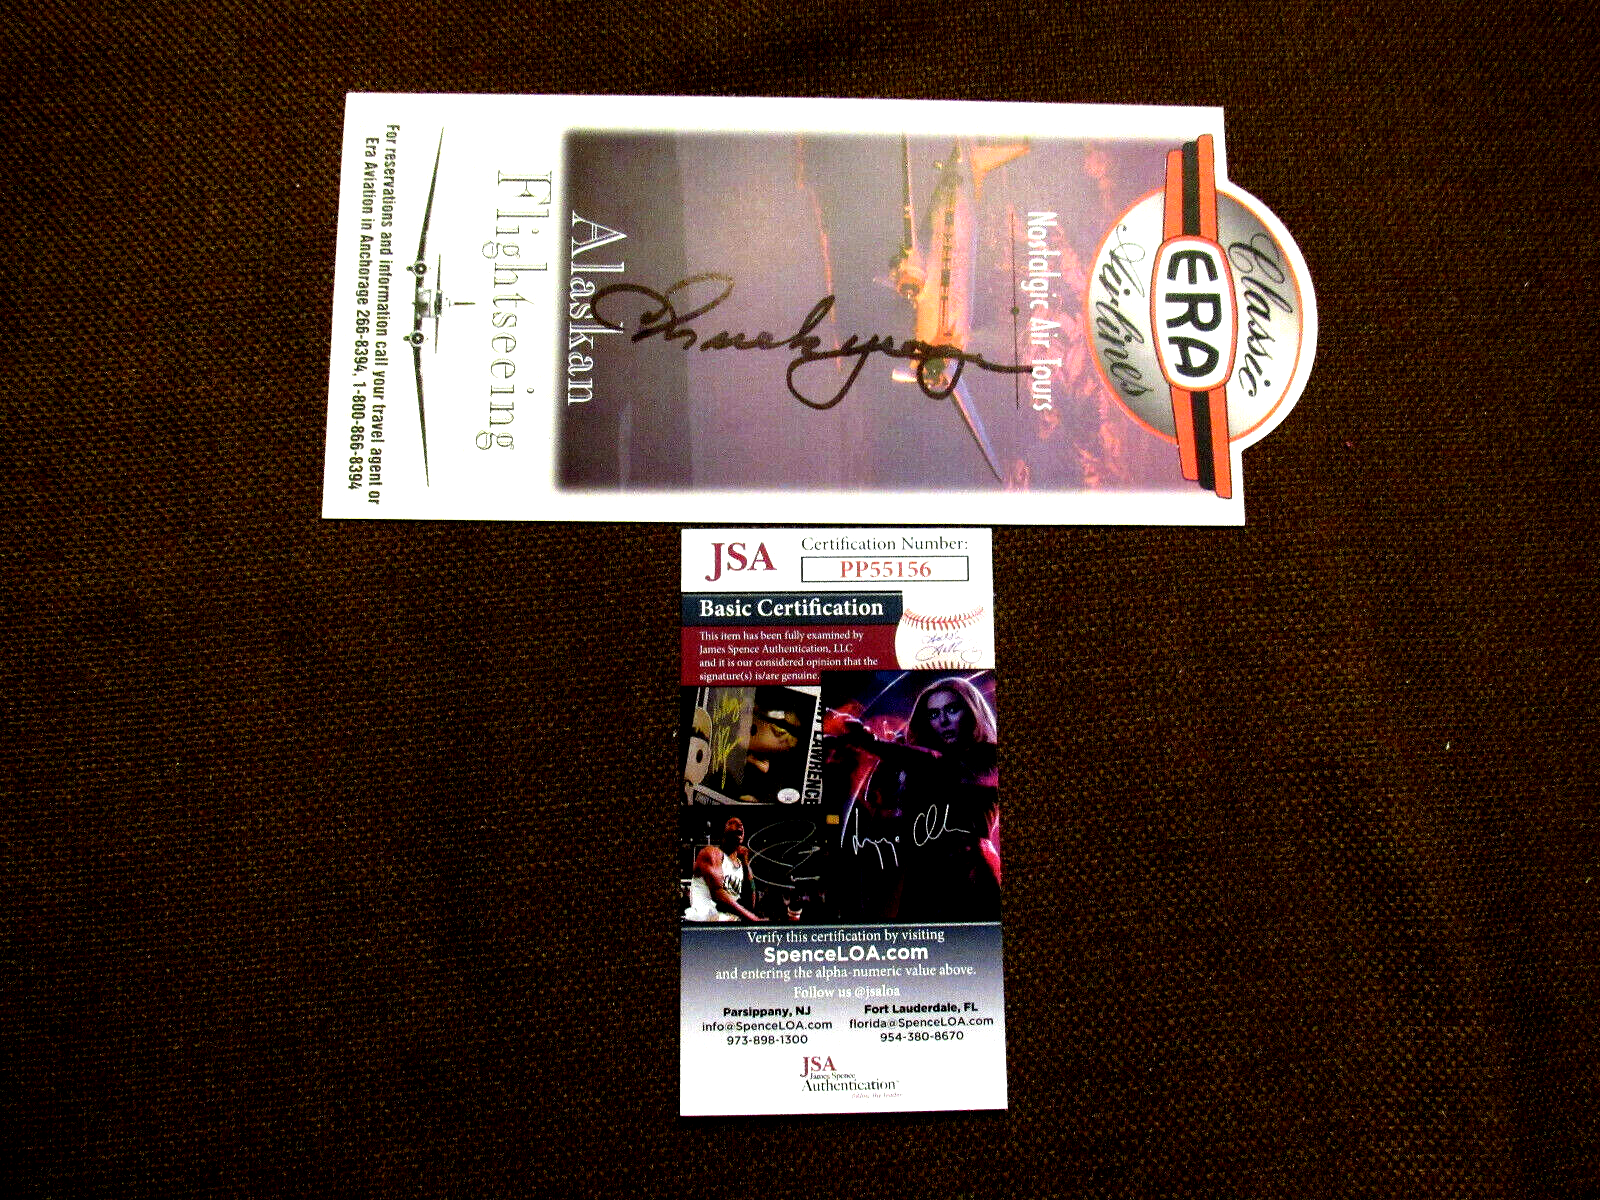 Classic
ERA
Airlines
Nostalgic Air Tours
Chuck Yeager
Alaskan
Flightseeing
For reservations and information call your travel agent or
Era Aviation in Anchorage 266-8394, 1-800-866-8394
JSA
Certification Number:
PP55156
Basic Certification
This item has been fully examined by
James Spence Authentication, LLC
and it is our considered opinion that the
signature(s) is/are genuine.
LAWRENCE
Verify this certification by visiting
SpenceLOA.com
and entering the alpha-numeric value above.
Follow us @jsaloa
Parsippany, NJ
info@SpenceLOA.com
973-898-1300
Fort Lauderdale, FL
florida@SpenceLOA.com
954-380-8670
JSA
James Spence
Authentication